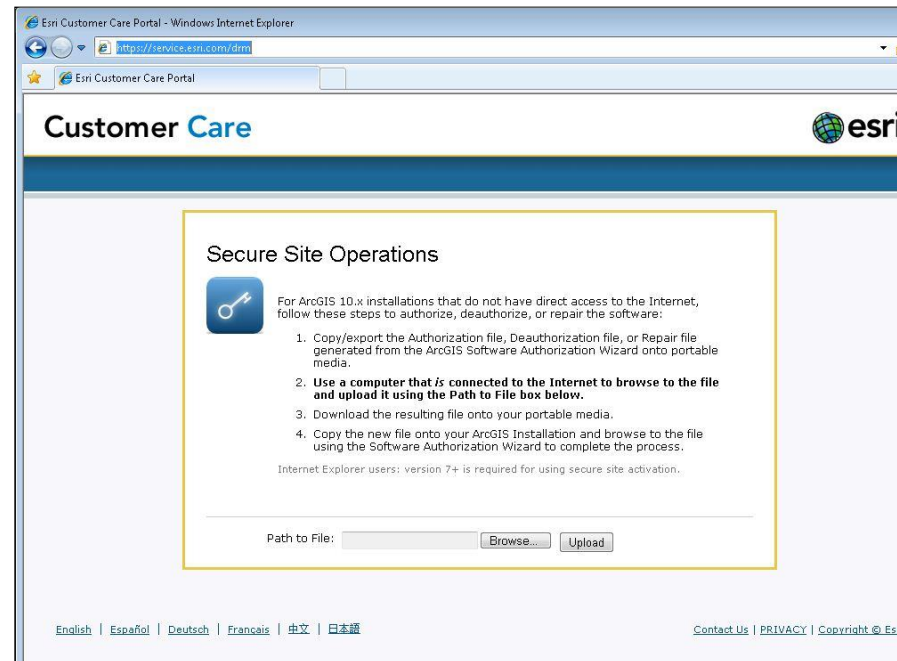 Esri Customer Care Portal - Windows Internet Explorer
https://service.esri.com/drm
Esri Customer Care Portal
Customer Care
esri
Secure Site Operations
For ArcGIS 10.x installations that do not have direct access to the Internet,
follow these steps to authorize, deauthorize, or repair the software:
1. Copy/export the Authorization file, Deauthorization file, or Repair file
generated from the ArcGIS Software Authorization Wizard onto portable
media.
2. Use a computer that is connected to the Internet to browse to the file
and upload it using the Path to File box below.
3. Download the resulting file onto your portable media.
4. Copy the new file onto your ArcGIS Installation and browse to the file
using the Software Authorization Wizard to complete the process.
Internet Explorer users: version 7+ is required for using secure site activation.
Path to File: Browse... Upload
English | Español | Deutsch | Français | 中文 | 日本語
Contact Us | PRIVACY | Copyright © Es